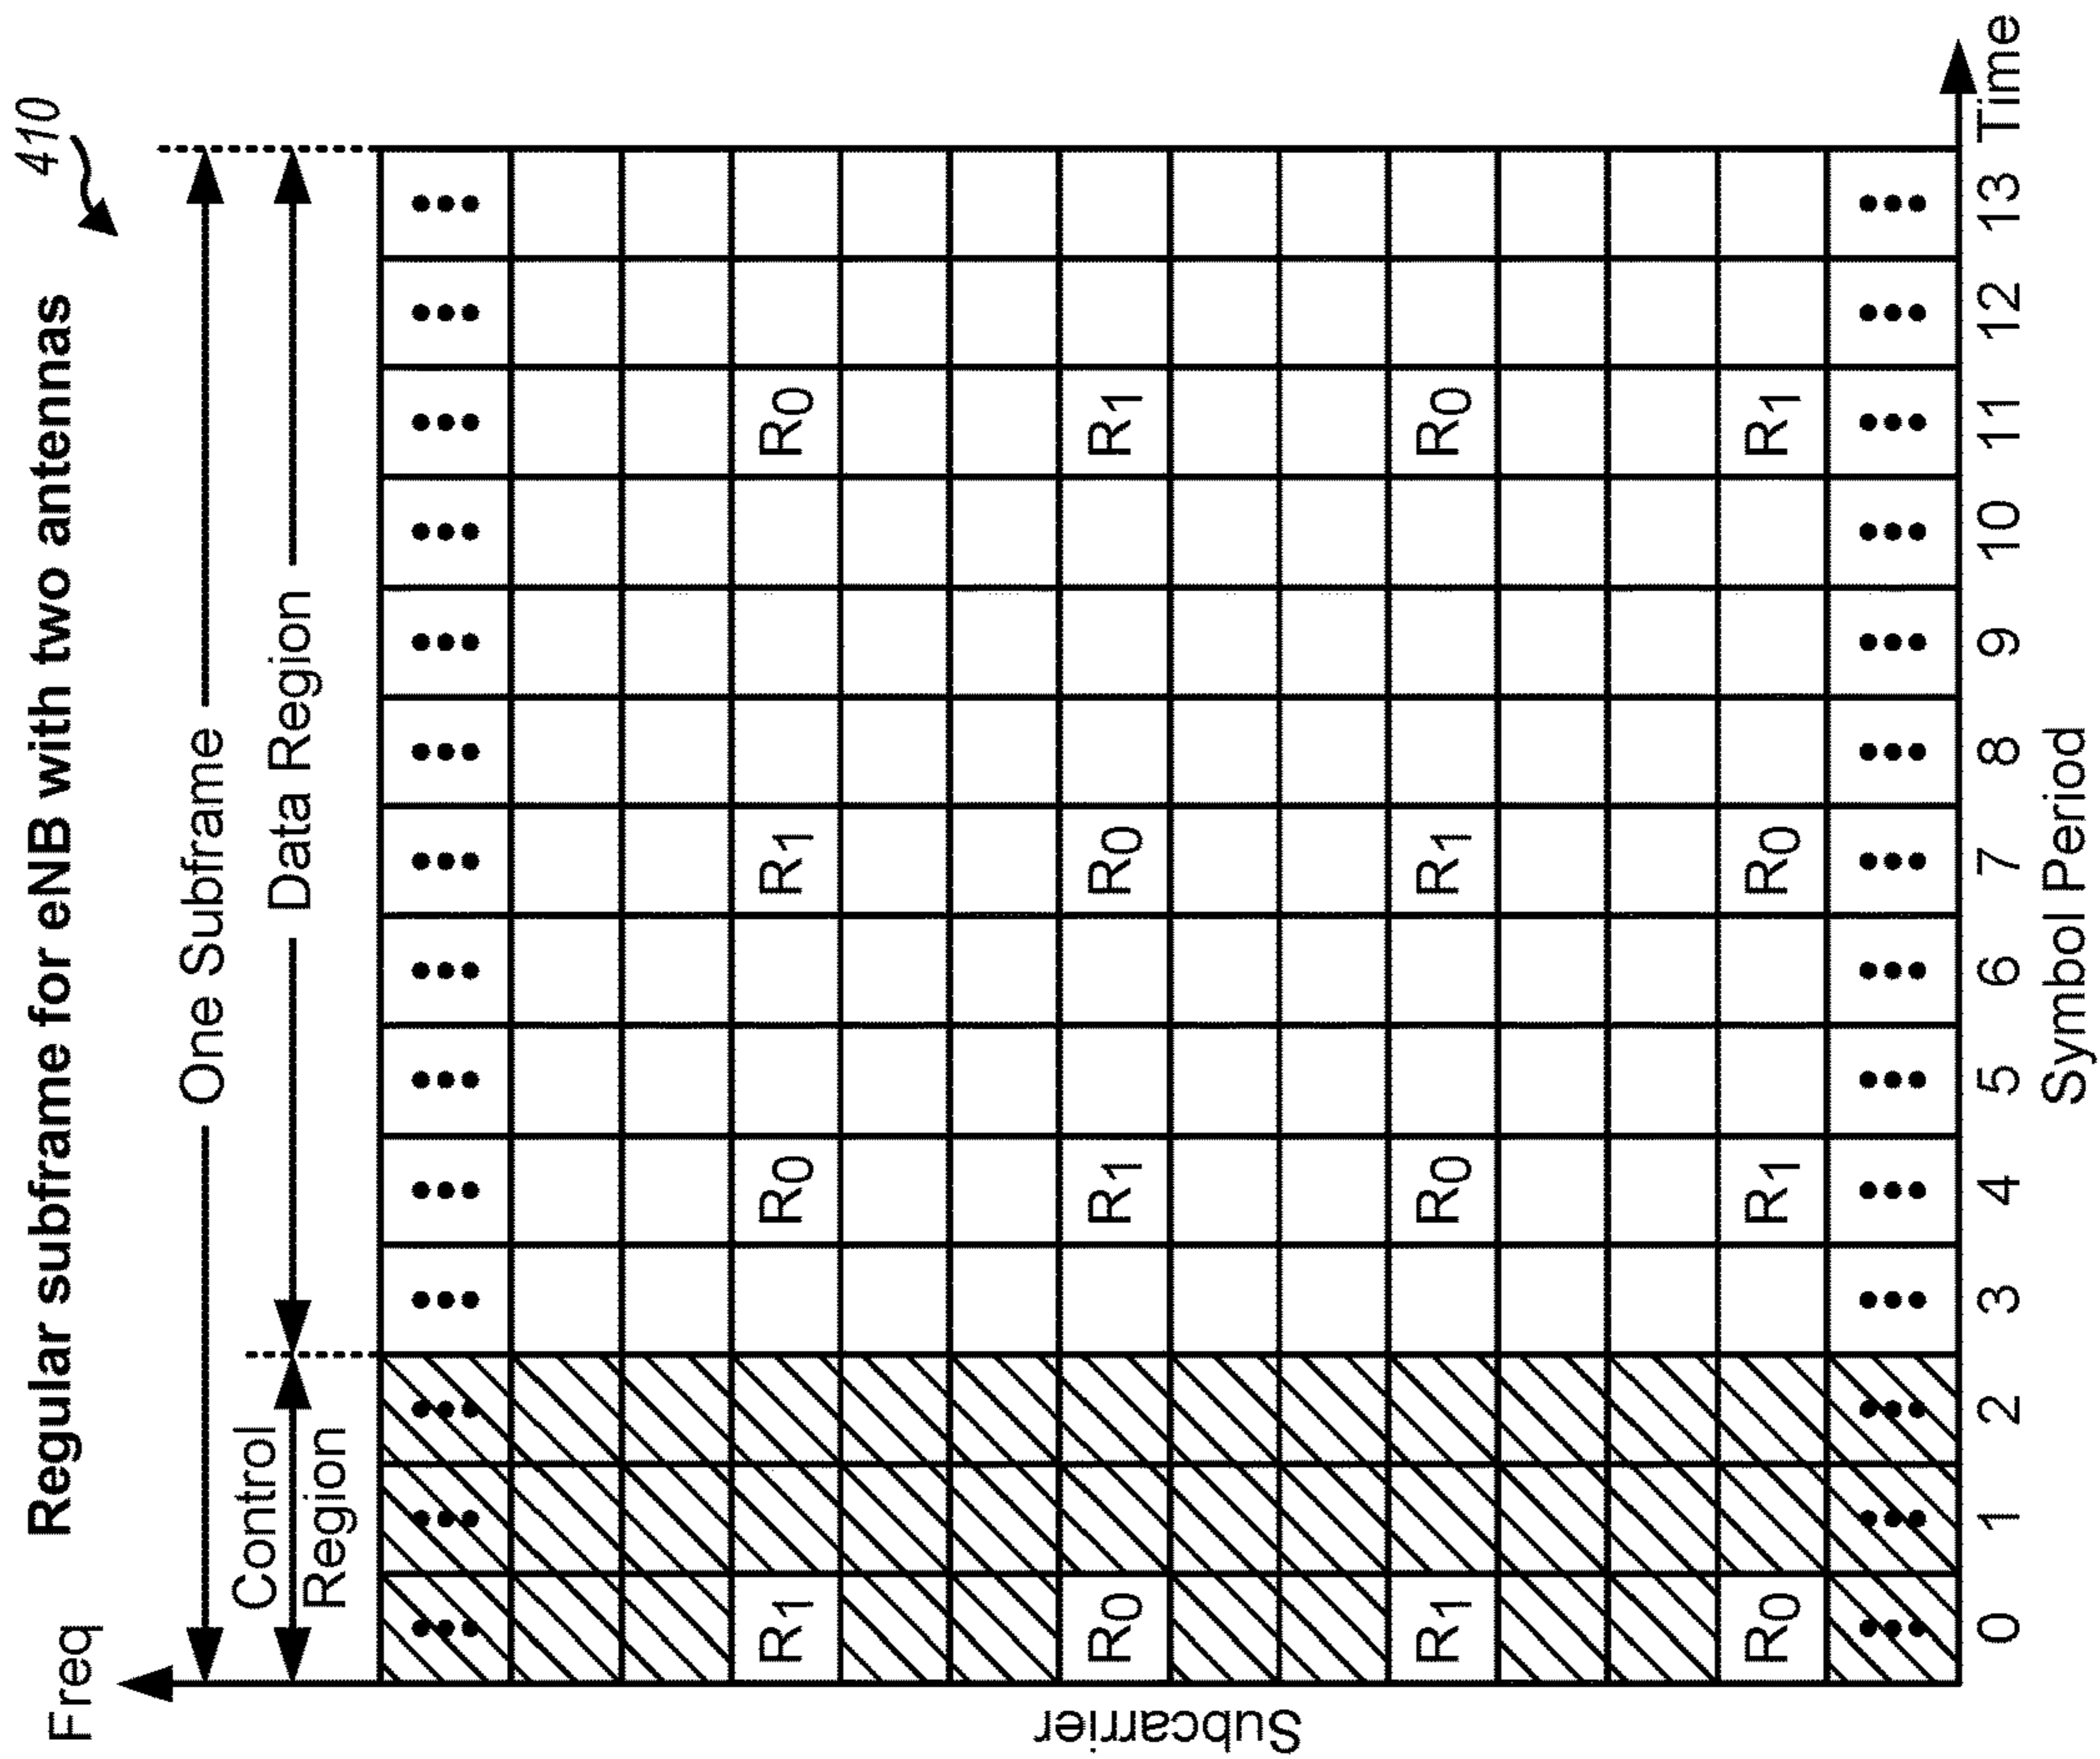 Regular subframe for eNB with two antennas
410
Freq
One Subframe
Control
Region
Data Region
Subcarrier
... ... ... ... ... ... ... ... ... ... ... ... ... ...
R1 R0 R1 R0
R0 R1 R0 R1
R1 R0 R1 R0
R0 R1 R0 R1
... ... ... ... ... ... ... ... ... ... ... ... ... ...
0 1 2 3 4 5 6 7 8 9 10 11 12 13 Time
Symbol Period